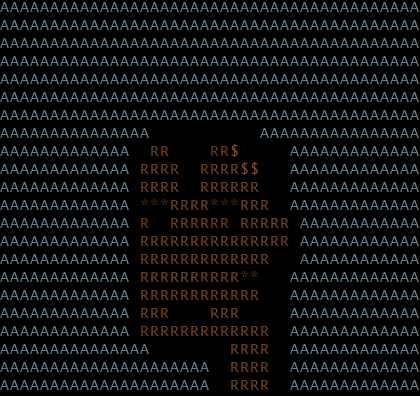 AAAAAAAAAAAAAAAAAAAAAAAAAAAAAAAAAAAAAAAAAA
AAAAAAAAAAAAAAAAAAAAAAAAAAAAAAAAAAAAAAAAAA
AAAAAAAAAAAAAAAAAAAAAAAAAAAAAAAAAAAAAAAAAA
AAAAAAAAAAAAAAAAAAAAAAAAAAAAAAAAAAAAAAAAAA
AAAAAAAAAAAAAAAAAAAAAAAAAAAAAAAAAAAAAAAAAA
AAAAAAAAAAAAAAAAAAAAAAAAAAAAAAAAAAAAAAAAAA
AAAAAAAAAAAAAAAAAAAAAAAAAAAAAAAAAAAAAAAAAA
AAAAAAAAAAAAAAA           AAAAAAAAAAAAAAAA
AAAAAAAAAAAAA  RR    RR$     AAAAAAAAAAAAA
AAAAAAAAAAAAA RRRR  RRRR$$   AAAAAAAAAAAAA
AAAAAAAAAAAAA RRRR  RRRRRR   AAAAAAAAAAAAA
AAAAAAAAAAAAA ***RRRR***RRR  AAAAAAAAAAAAA
AAAAAAAAAAAAA R  RRRRRR RRRRR AAAAAAAAAAAA
AAAAAAAAAAAAA RRRRRRRRRRRRRRR AAAAAAAAAAAA
AAAAAAAAAAAAA RRRRRRRRRRRRR   AAAAAAAAAAAA
AAAAAAAAAAAAA RRRRRRRRRR**   AAAAAAAAAAAAA
AAAAAAAAAAAAA RRRRRRRRRRRR   AAAAAAAAAAAAA
AAAAAAAAAAAAA RRR    RRR     AAAAAAAAAAAAA
AAAAAAAAAAAAA RRRRRRRRRRRRR  AAAAAAAAAAAAA
AAAAAAAAAAAAAAA        RRRR  AAAAAAAAAAAAA
AAAAAAAAAAAAAAAAAAAAA  RRRR  AAAAAAAAAAAAA
AAAAAAAAAAAAAAAAAAAAA  RRRR  AAAAAAAAAAAAA